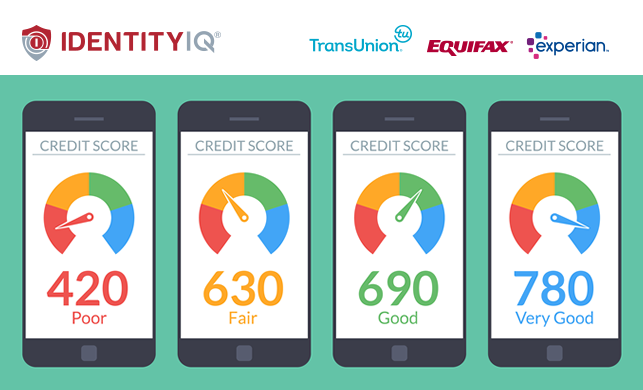 IDENTITYIQ®
TransUnion® tu
EQUIFAX®
experian™
CREDIT SCORE
420
Poor
CREDIT SCORE
630
Fair
CREDIT SCORE
690
Good
CREDIT SCORE
780
Very Good